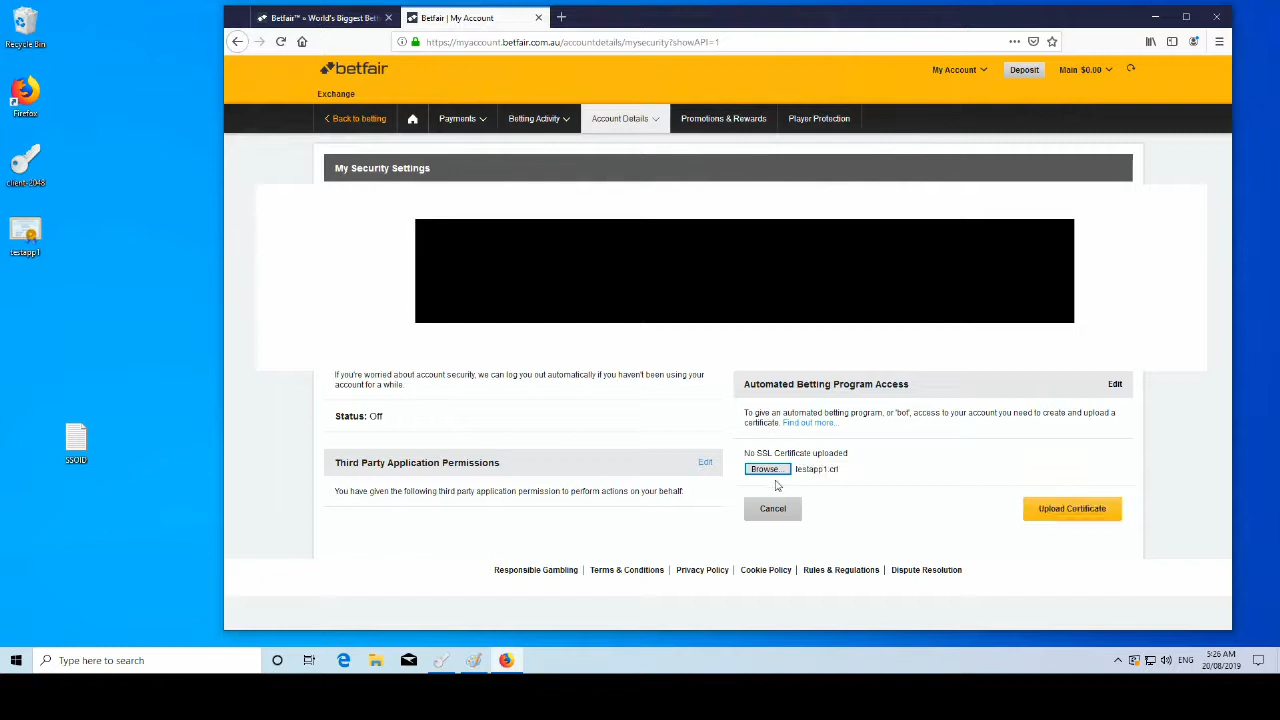 Recycle Bin
Firefox
client-2048
testapp1
SSOID
Betfair™ » World's Biggest Bett
Betfair | My Account
https://myaccount.betfair.com.au/accountdetails/mysecurity?showAPI=1
betfair
My Account
Deposit
Main $0.00
Exchange
Back to betting
Payments
Betting Activity
Account Details
Promotions & Rewards
Player Protection
My Security Settings
If you're worried about account security, we can log you out automatically if you haven't been using your
account for a while.
Status: Off
Third Party Application Permissions
Edit
You have given the following third party application permission to perform actions on your behalf:
Automated Betting Program Access
Edit
To give an automated betting program, or 'bot', access to your account you need to create and upload a
certificate. Find out more...
No SSL Certificate uploaded
Browse... testapp1.crt
Cancel
Upload Certificate
Responsible Gambling
Terms & Conditions
Privacy Policy
Cookie Policy
Rules & Regulations
Dispute Resolution
Type here to search
ENG
5:26 AM
20/08/2019